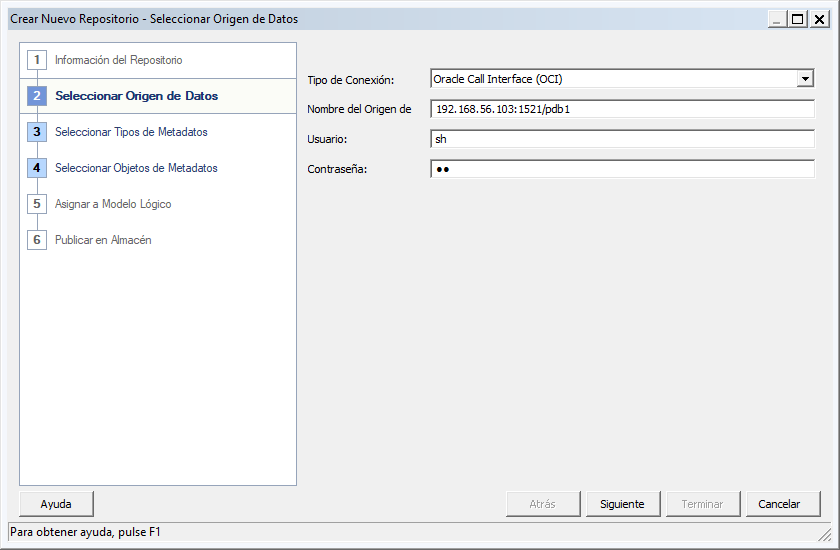 Crear Nuevo Repositorio - Seleccionar Origen de Datos
1 Información del Repositorio
2 Seleccionar Origen de Datos
3 Seleccionar Tipos de Metadatos
4 Seleccionar Objetos de Metadatos
5 Asignar a Modelo Lógico
6 Publicar en Almacén
Tipo de Conexión: Oracle Call Interface (OCI)
Nombre del Origen de 192.168.56.103:1521/pdb1
Usuario: sh
Contraseña: ●●
Ayuda Atrás Siguiente Terminar Cancelar
Para obtener ayuda, pulse F1